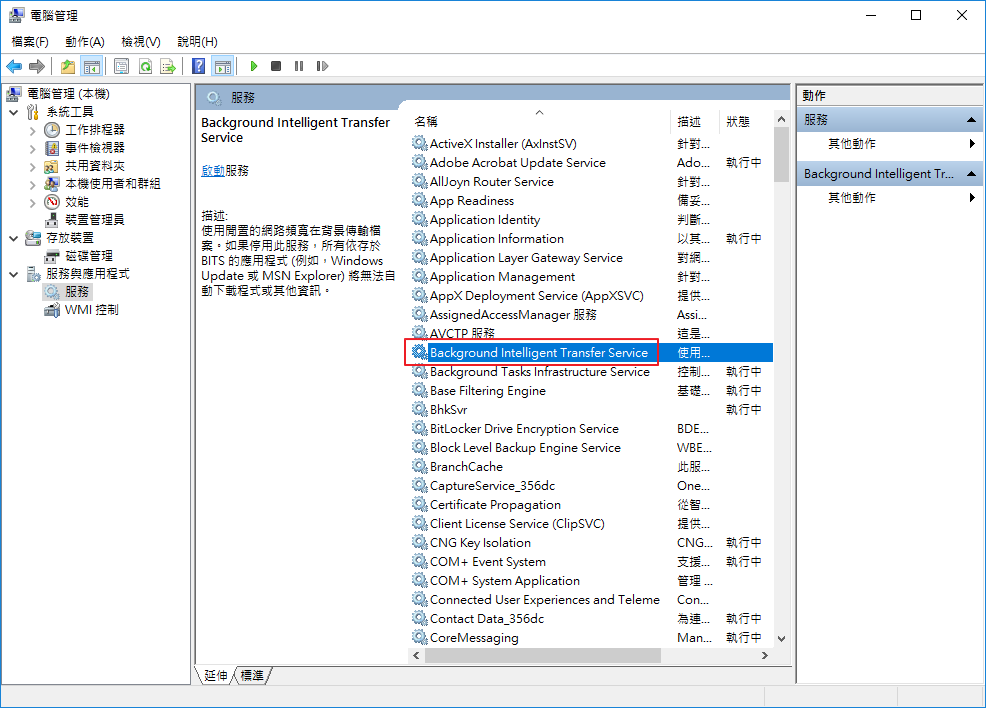 電腦管理
檔案(F) 動作(A) 檢視(V) 說明(H)
電腦管理 (本機)
系統工具
工作排程器
事件檢視器
共用資料夾
本機使用者和群組
效能
裝置管理員
存放裝置
磁碟管理
服務與應用程式
服務
WMI 控制
服務
Background Intelligent Transfer
Service
啟動服務
描述:
使用閒置的網路頻寬在背景傳輸檔
案。如果停用此服務，所有依存於
BITS 的應用程式 (例如，Windows
Update 或 MSN Explorer) 將無法自
動下載程式或其他資訊。
名稱 描述 狀態
ActiveX Installer (AxInstSV) 針對...
Adobe Acrobat Update Service Ado... 執行中
AllJoyn Router Service 針對...
App Readiness 備妥...
Application Identity 判斷...
Application Information 以其... 執行中
Application Layer Gateway Service 對網...
Application Management 針對...
AppX Deployment Service (AppXSVC) 提供...
AssignedAccessManager 服務 Assi...
AVCTP 服務 這是...
Background Intelligent Transfer Service 使用...
Background Tasks Infrastructure Service 控制... 執行中
Base Filtering Engine 基礎... 執行中
BhkSvr 執行中
BitLocker Drive Encryption Service BDE...
Block Level Backup Engine Service WBE...
BranchCache 此服...
CaptureService_356dc One...
Certificate Propagation 從智...
Client License Service (ClipSVC) 提供...
CNG Key Isolation CNG... 執行中
COM+ Event System 支援... 執行中
COM+ System Application 管理 ...
Connected User Experiences and Teleme Con...
Contact Data_356dc 為連... 執行中
CoreMessaging Man... 執行中
延伸 標準
動作
服務
其他動作
Background Intelligent Tr...
其他動作